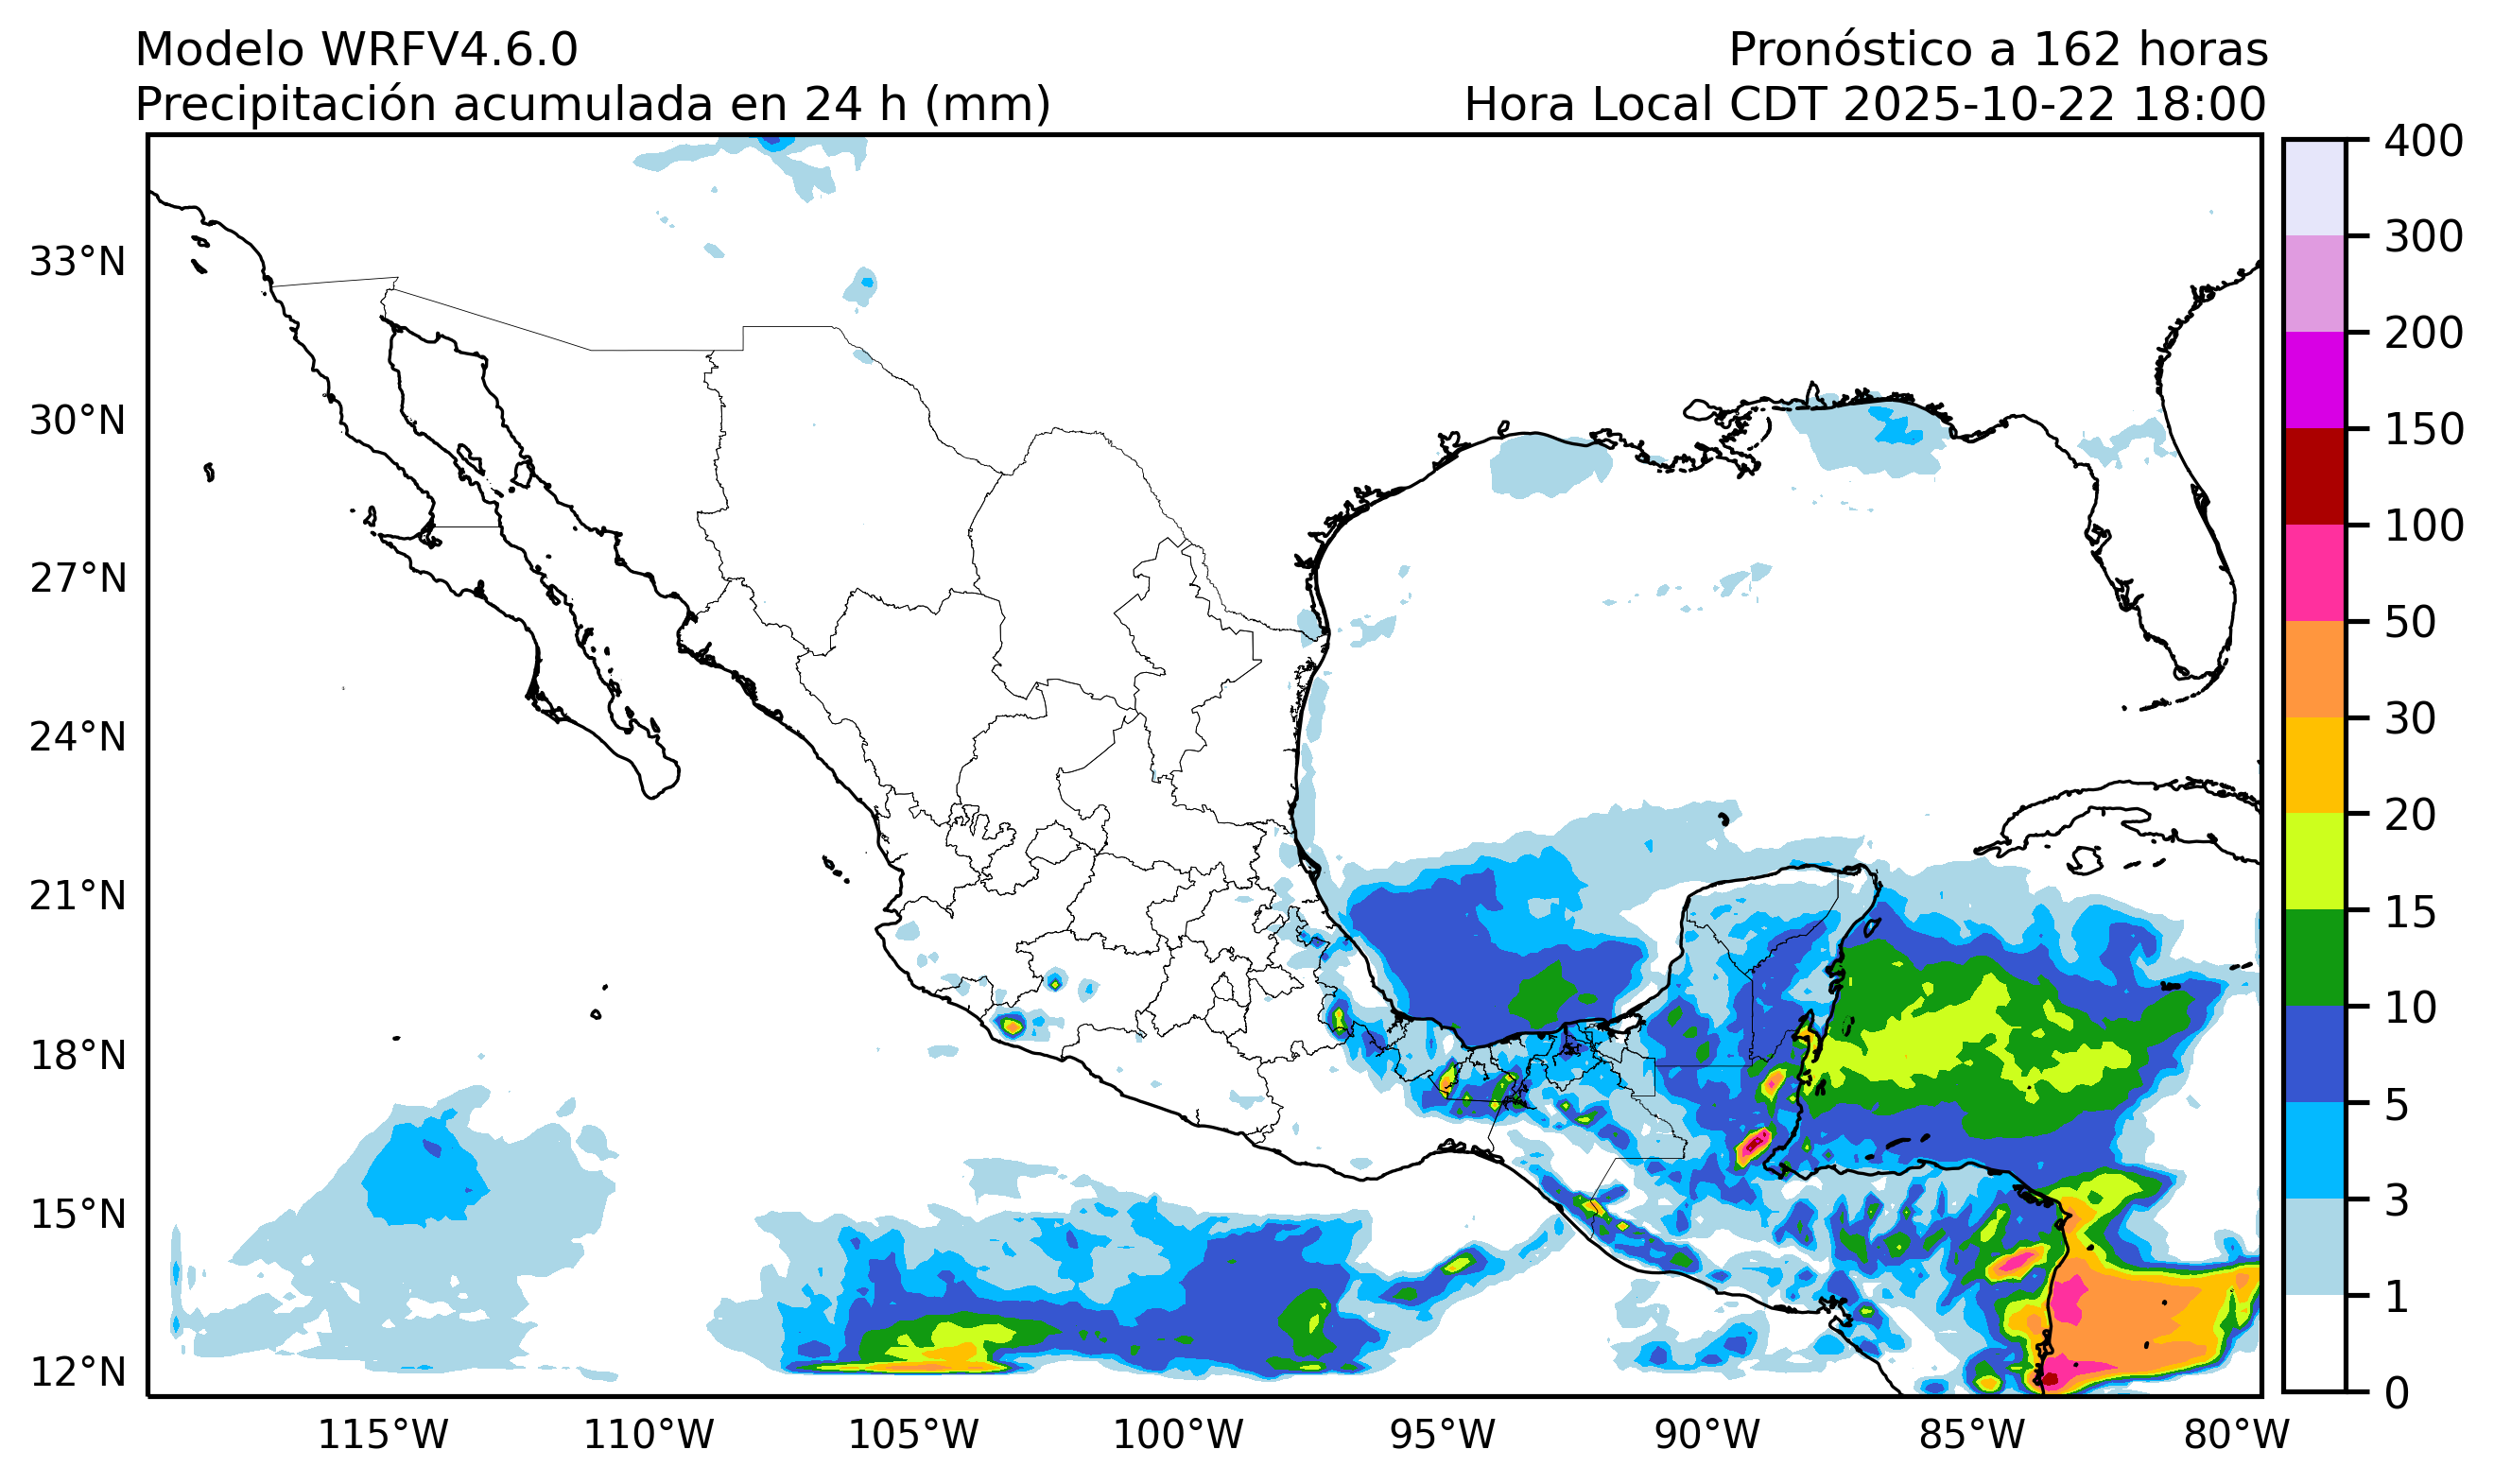 Modelo WRFV4.6.0
Pronóstico a 162 horas
Precipitación acumulada en 24 h (mm)
Hora Local CDT 2025-10-22 18:00
400
300
200
150
100
50
30
20
15
10
5
3
1
0
33°N
30°N
27°N
24°N
21°N
18°N
15°N
12°N
115°W
110°W
105°W
100°W
95°W
90°W
85°W
80°W